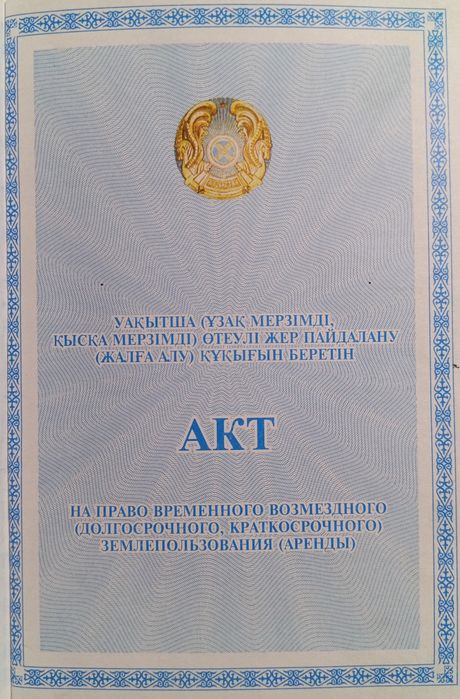 УАҚЫТША (ҰЗАҚ МЕРЗІМДІ,
ҚЫСҚА МЕРЗІМДІ) ӨТЕУЛІ ЖЕР ПАЙДАЛАНУ
(ЖАЛҒА АЛУ) ҚҰҚЫҒЫН БЕРЕТІН
АКТ
НА ПРАВО ВРЕМЕННОГО ВОЗМЕЗДНОГО
(ДОЛГОСРОЧНОГО, КРАТКОСРОЧНОГО)
ЗЕМЛЕПОЛЬЗОВАНИЯ (АРЕНДЫ)